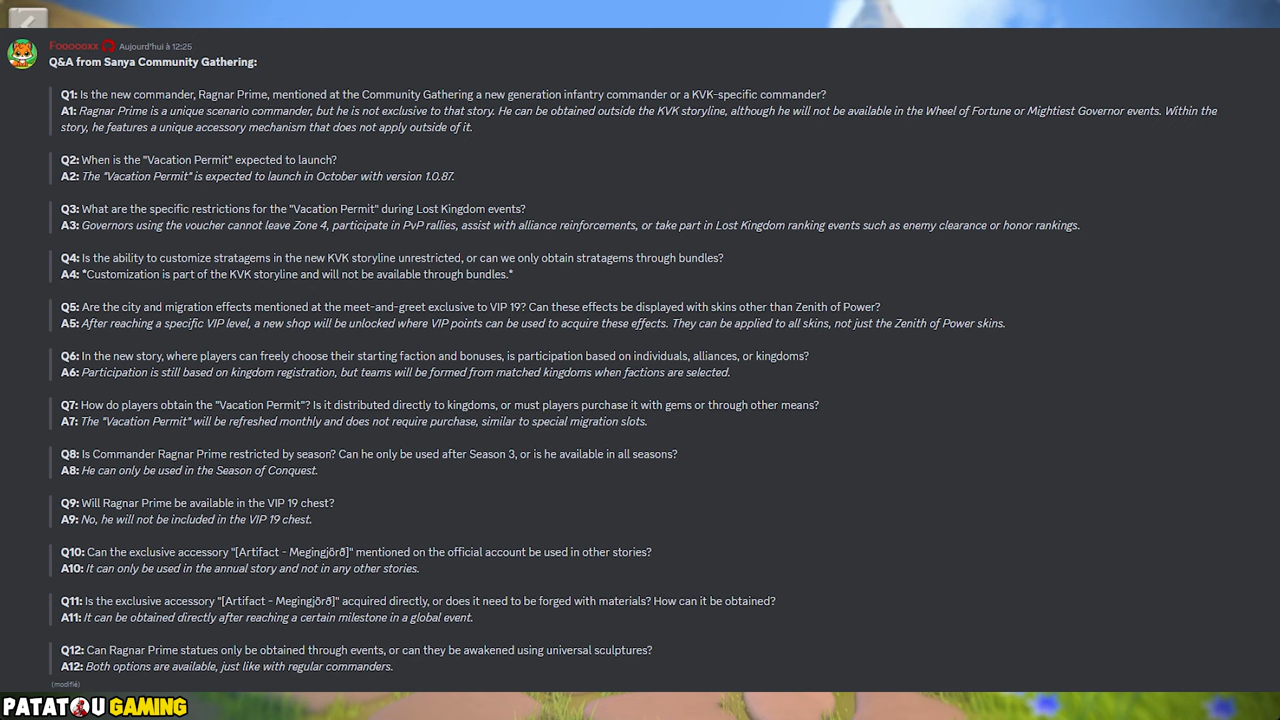 Foooooxx Aujourd'hui à 12:25
Q&A from Sanya Community Gathering:
Q1: Is the new commander, Ragnar Prime, mentioned at the Community Gathering a new generation infantry commander or a KVK-specific commander?
A1: Ragnar Prime is a unique scenario commander, but he is not exclusive to that story. He can be obtained outside the KVK storyline, although he will not be available in the Wheel of Fortune or Mightiest Governor events. Within the
story, he features a unique accessory mechanism that does not apply outside of it.
Q2: When is the "Vacation Permit" expected to launch?
A2: The "Vacation Permit" is expected to launch in October with version 1.0.87.
Q3: What are the specific restrictions for the "Vacation Permit" during Lost Kingdom events?
A3: Governors using the voucher cannot leave Zone 4, participate in PvP rallies, assist with alliance reinforcements, or take part in Lost Kingdom ranking events such as enemy clearance or honor rankings.
Q4: Is the ability to customize stratagems in the new KVK storyline unrestricted, or can we only obtain stratagems through bundles?
A4: *Customization is part of the KVK storyline and will not be available through bundles.*
Q5: Are the city and migration effects mentioned at the meet-and-greet exclusive to VIP 19? Can these effects be displayed with skins other than Zenith of Power?
A5: After reaching a specific VIP level, a new shop will be unlocked where VIP points can be used to acquire these effects. They can be applied to all skins, not just the Zenith of Power skins.
Q6: In the new story, where players can freely choose their starting faction and bonuses, is participation based on individuals, alliances, or kingdoms?
A6: Participation is still based on kingdom registration, but teams will be formed from matched kingdoms when factions are selected.
Q7: How do players obtain the "Vacation Permit"? Is it distributed directly to kingdoms, or must players purchase it with gems or through other means?
A7: The "Vacation Permit" will be refreshed monthly and does not require purchase, similar to special migration slots.
Q8: Is Commander Ragnar Prime restricted by season? Can he only be used after Season 3, or is he available in all seasons?
A8: He can only be used in the Season of Conquest.
Q9: Will Ragnar Prime be available in the VIP 19 chest?
A9: No, he will not be included in the VIP 19 chest.
Q10: Can the exclusive accessory "[Artifact - Megingjörð]" mentioned on the official account be used in other stories?
A10: It can only be used in the annual story and not in any other stories.
Q11: Is the exclusive accessory "[Artifact - Megingjörð]" acquired directly, or does it need to be forged with materials? How can it be obtained?
A11: It can be obtained directly after reaching a certain milestone in a global event.
Q12: Can Ragnar Prime statues only be obtained through events, or can they be awakened using universal sculptures?
A12: Both options are available, just like with regular commanders.
(modifié)
PATATOU GAMING